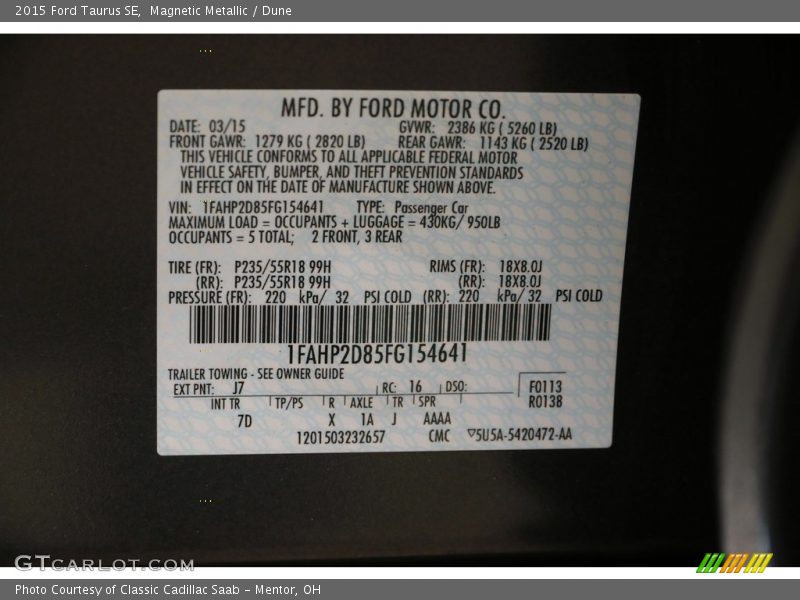 2015 Ford Taurus SE, Magnetic Metallic / Dune
MFD. BY FORD MOTOR CO.
DATE: 03/15 GVWR: 2386 KG ( 5260 LB)
FRONT GAWR: 1279 KG ( 2820 LB) REAR GAWR: 1143 KG ( 2520 LB)
THIS VEHICLE CONFORMS TO ALL APPLICABLE FEDERAL MOTOR
VEHICLE SAFETY, BUMPER, AND THEFT PREVENTION STANDARDS
IN EFFECT ON THE DATE OF MANUFACTURE SHOWN ABOVE.
VIN: 1FAHP2D85FG154641 TYPE: Passenger Car
MAXIMUM LOAD = OCCUPANTS + LUGGAGE = 430KG/ 950LB
OCCUPANTS = 5 TOTAL; 2 FRONT, 3 REAR
TIRE (FR): P235/55R18 99H RIMS (FR): 18X8.0J
(RR): P235/55R18 99H (RR): 18X8.0J
PRESSURE (FR): 220 kPa/ 32 PSI COLD (RR): 220 kPa/ 32 PSI COLD
1FAHP2D85FG154641
TRAILER TOWING - SEE OWNER GUIDE
EXT PNT: J7 RC: 16 DSO: F0113
INT TR TP/PS R AXLE TR SPR R0138
7D X 1A J AAAA
1201503232657 CMC ▽5U5A-5420472-AA
GTCARLOT.COM
Photo Courtesy of Classic Cadillac Saab - Mentor, OH